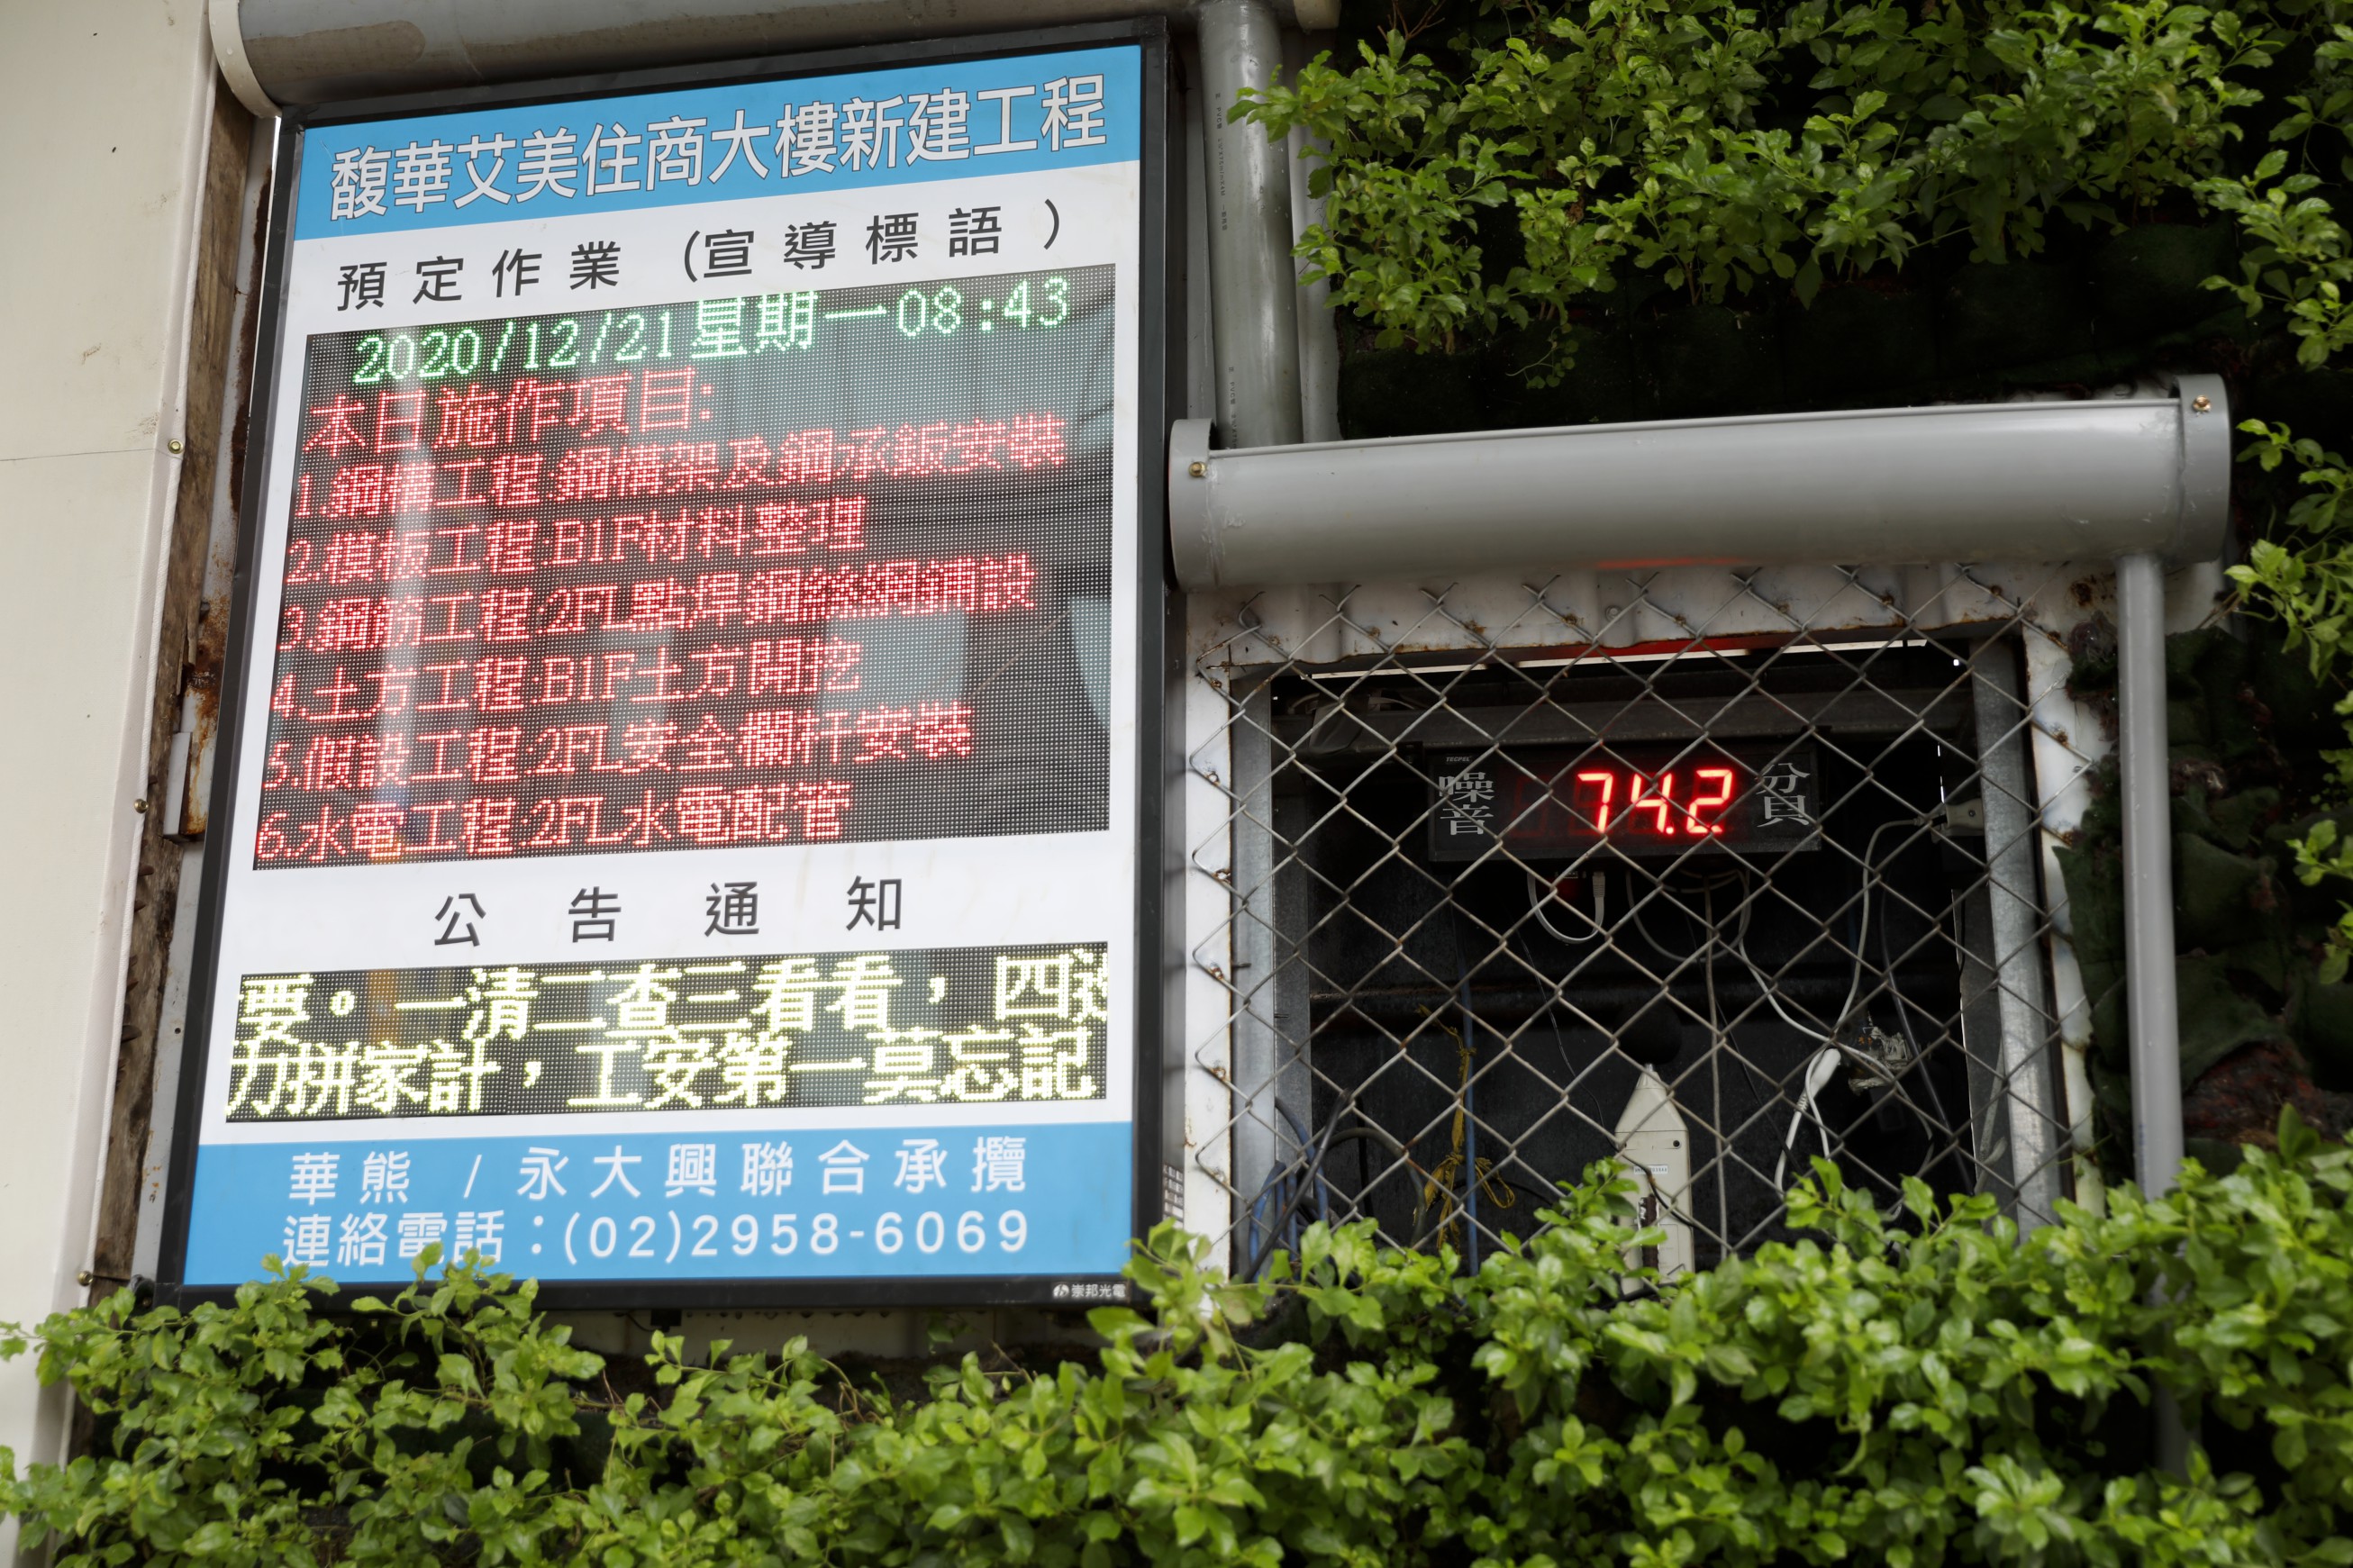 馥華艾美住商大樓新建工程
預定作業(宣導標語)
2020/12/21星期一08:43
本日施作項目:
1.鋼構工程:鋼構架及鋼承鈑安裝
2.模板工程:B1F材料整理
3.鋼筋工程:2FL點焊鋼絲網鋪設
4.土方工程:B1F土方開挖
5.假設工程:2FL安全欄杆安裝
6.水電工程:2FL水電配管
公告通知
要。一清二查三看看,四
力拼家計,工安第一莫忘記
華熊/永大興聯合承攬
連絡電話:(02)2958-6069
崇邦光電
TECPEL
噪音 74.2 分貝